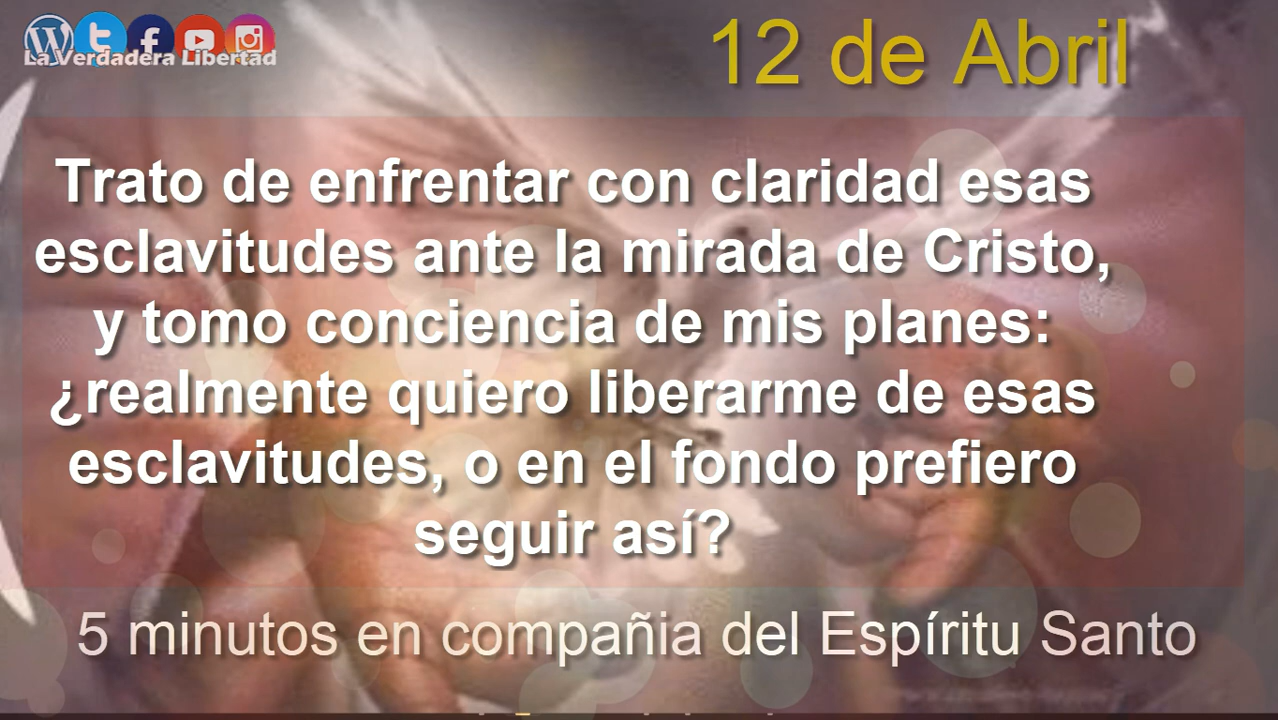 La Verdadera Libertad
12 de Abril
Trato de enfrentar con claridad esas
esclavitudes ante la mirada de Cristo,
y tomo conciencia de mis planes:
¿realmente quiero liberarme de esas
esclavitudes, o en el fondo prefiero
seguir así?
5 minutos en compañia del Espíritu Santo